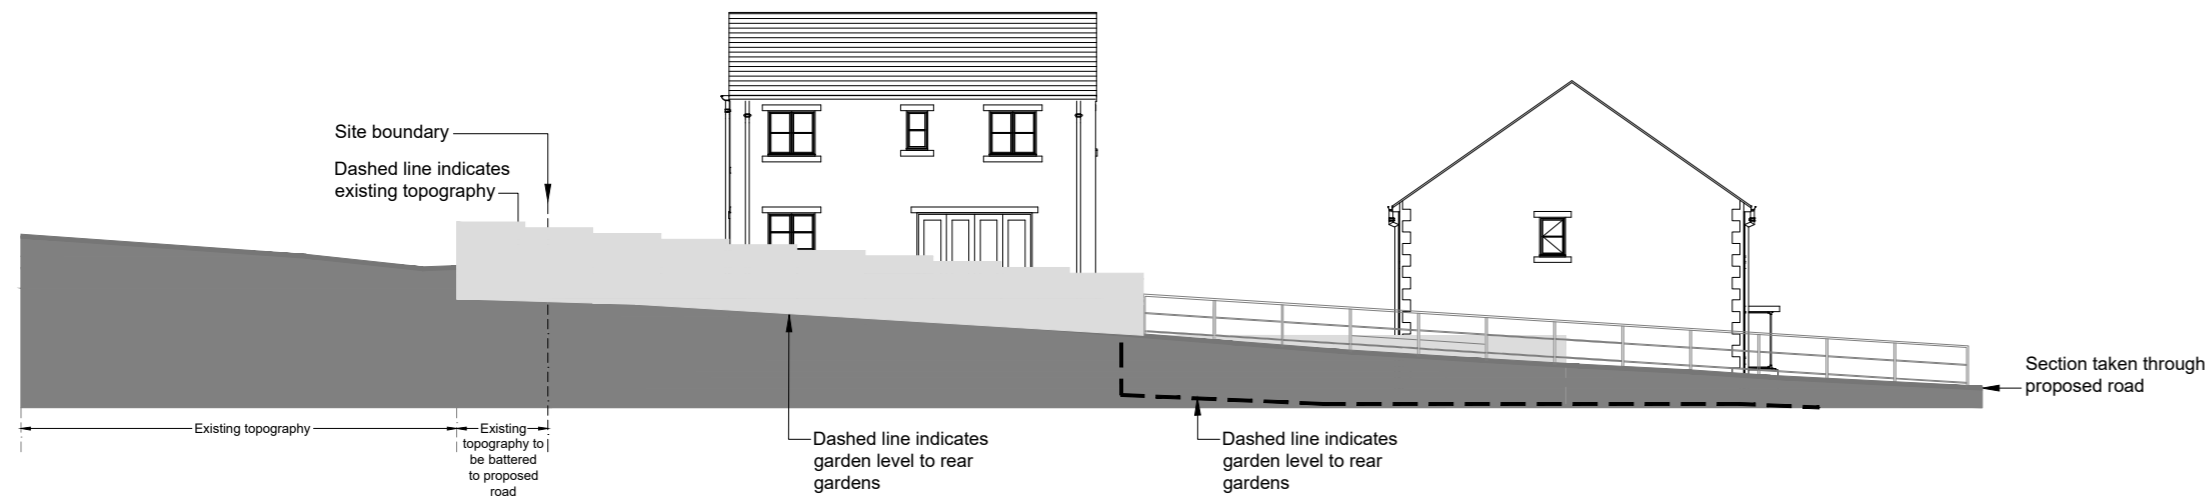 Site boundary
Dashed line indicates
existing topography
Section taken through
proposed road
Existing topography
Existing
topography to
be battered
to proposed
road
Dashed line indicates
garden level to rear
gardens
Dashed line indicates
garden level to rear
gardens